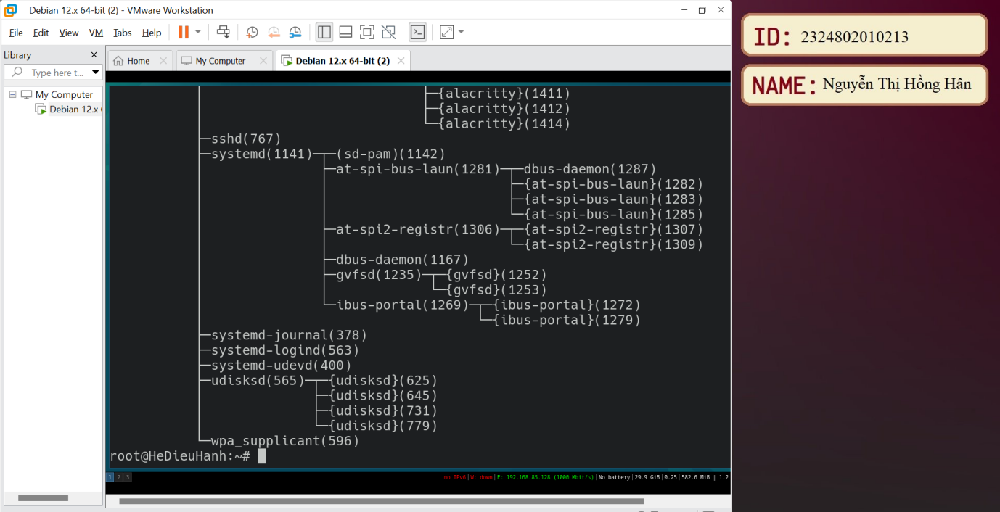 Debian 12.x 64-bit (2) - VMware Workstation
File Edit View VM Tabs Help
Library
Type here t...
Home
My Computer
Debian 12.x 64-bit (2)
My Computer
Debian 12.x
├─{alacritty}(1411)
├─{alacritty}(1412)
└─{alacritty}(1414)
├─sshd(767)
├─systemd(1141)─┬─(sd-pam)(1142)
├─at-spi-bus-laun(1281)─┬─dbus-daemon(1287)
├─{at-spi-bus-laun}(1282)
├─{at-spi-bus-laun}(1283)
└─{at-spi-bus-laun}(1285)
├─at-spi2-registr(1306)─┬─{at-spi2-registr}(1307)
└─{at-spi2-registr}(1309)
├─dbus-daemon(1167)
├─gvfsd(1235)─┬─{gvfsd}(1252)
└─{gvfsd}(1253)
└─ibus-portal(1269)─┬─{ibus-portal}(1272)
└─{ibus-portal}(1279)
├─systemd-journal(378)
├─systemd-logind(563)
├─systemd-udevd(400)
├─udisksd(565)─┬─{udisksd}(625)
├─{udisksd}(645)
├─{udisksd}(731)
└─{udisksd}(779)
└─wpa_supplicant(596)
root@HeDieuHanh:~#
1 2 3
no IPv6|W: down|E: 192.168.85.128 (1000 Mbit/s)|No battery|29.9 GiB|0.25|582.6 MiB | 1.2
ID: 2324802010213
NAME: Nguyễn Thị Hồng Hân